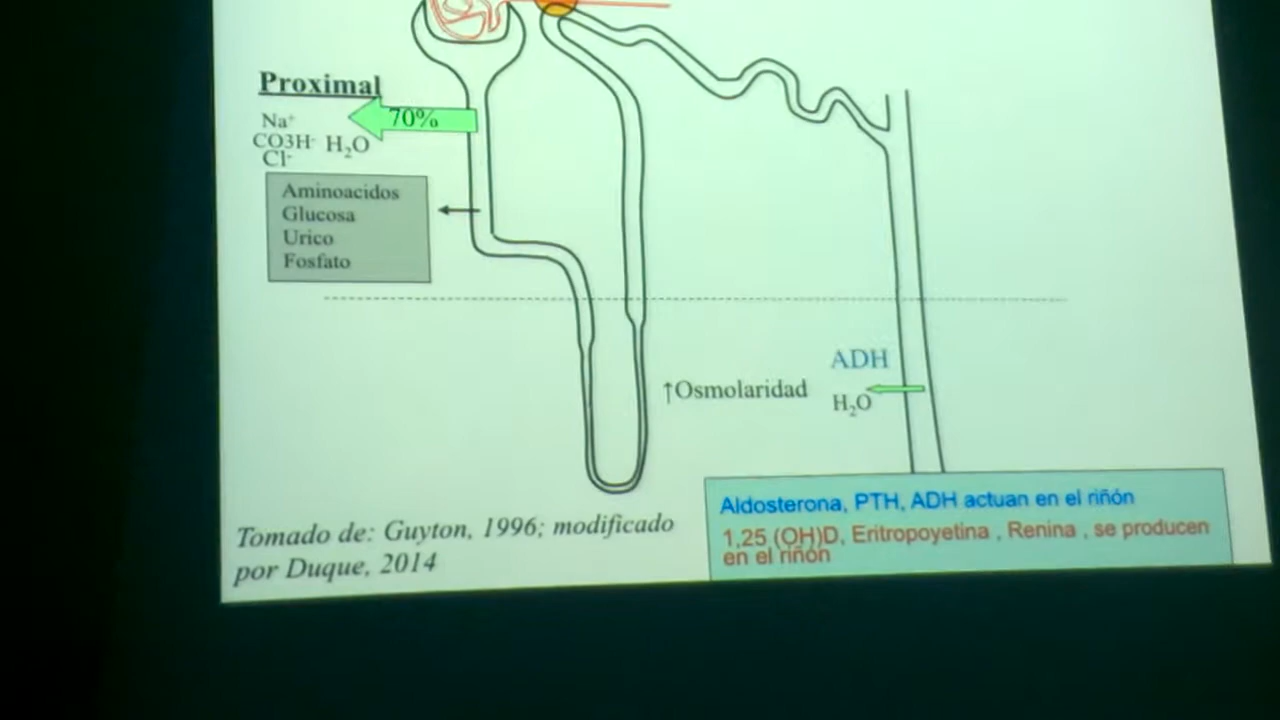 Proximal
70%
Na⁺
CO3H⁻ H₂O
Cl⁻
Aminoacidos
Glucosa
Urico
Fosfato
ADH
↑Osmolaridad
H₂O
Aldosterona, PTH, ADH actuan en el riñón
1,25 (OH)D, Eritropoyetina , Renina , se producen
en el riñón
Tomado de: Guyton, 1996; modificado
por Duque, 2014